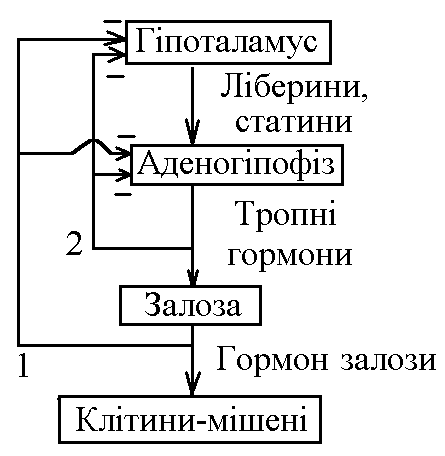 –
Гіпоталамус
–
Ліберини,
статини
–
Аденогіпофіз
–
Тропні
гормони
2
Залоза
1
Гормон залози
Клітини-мішені